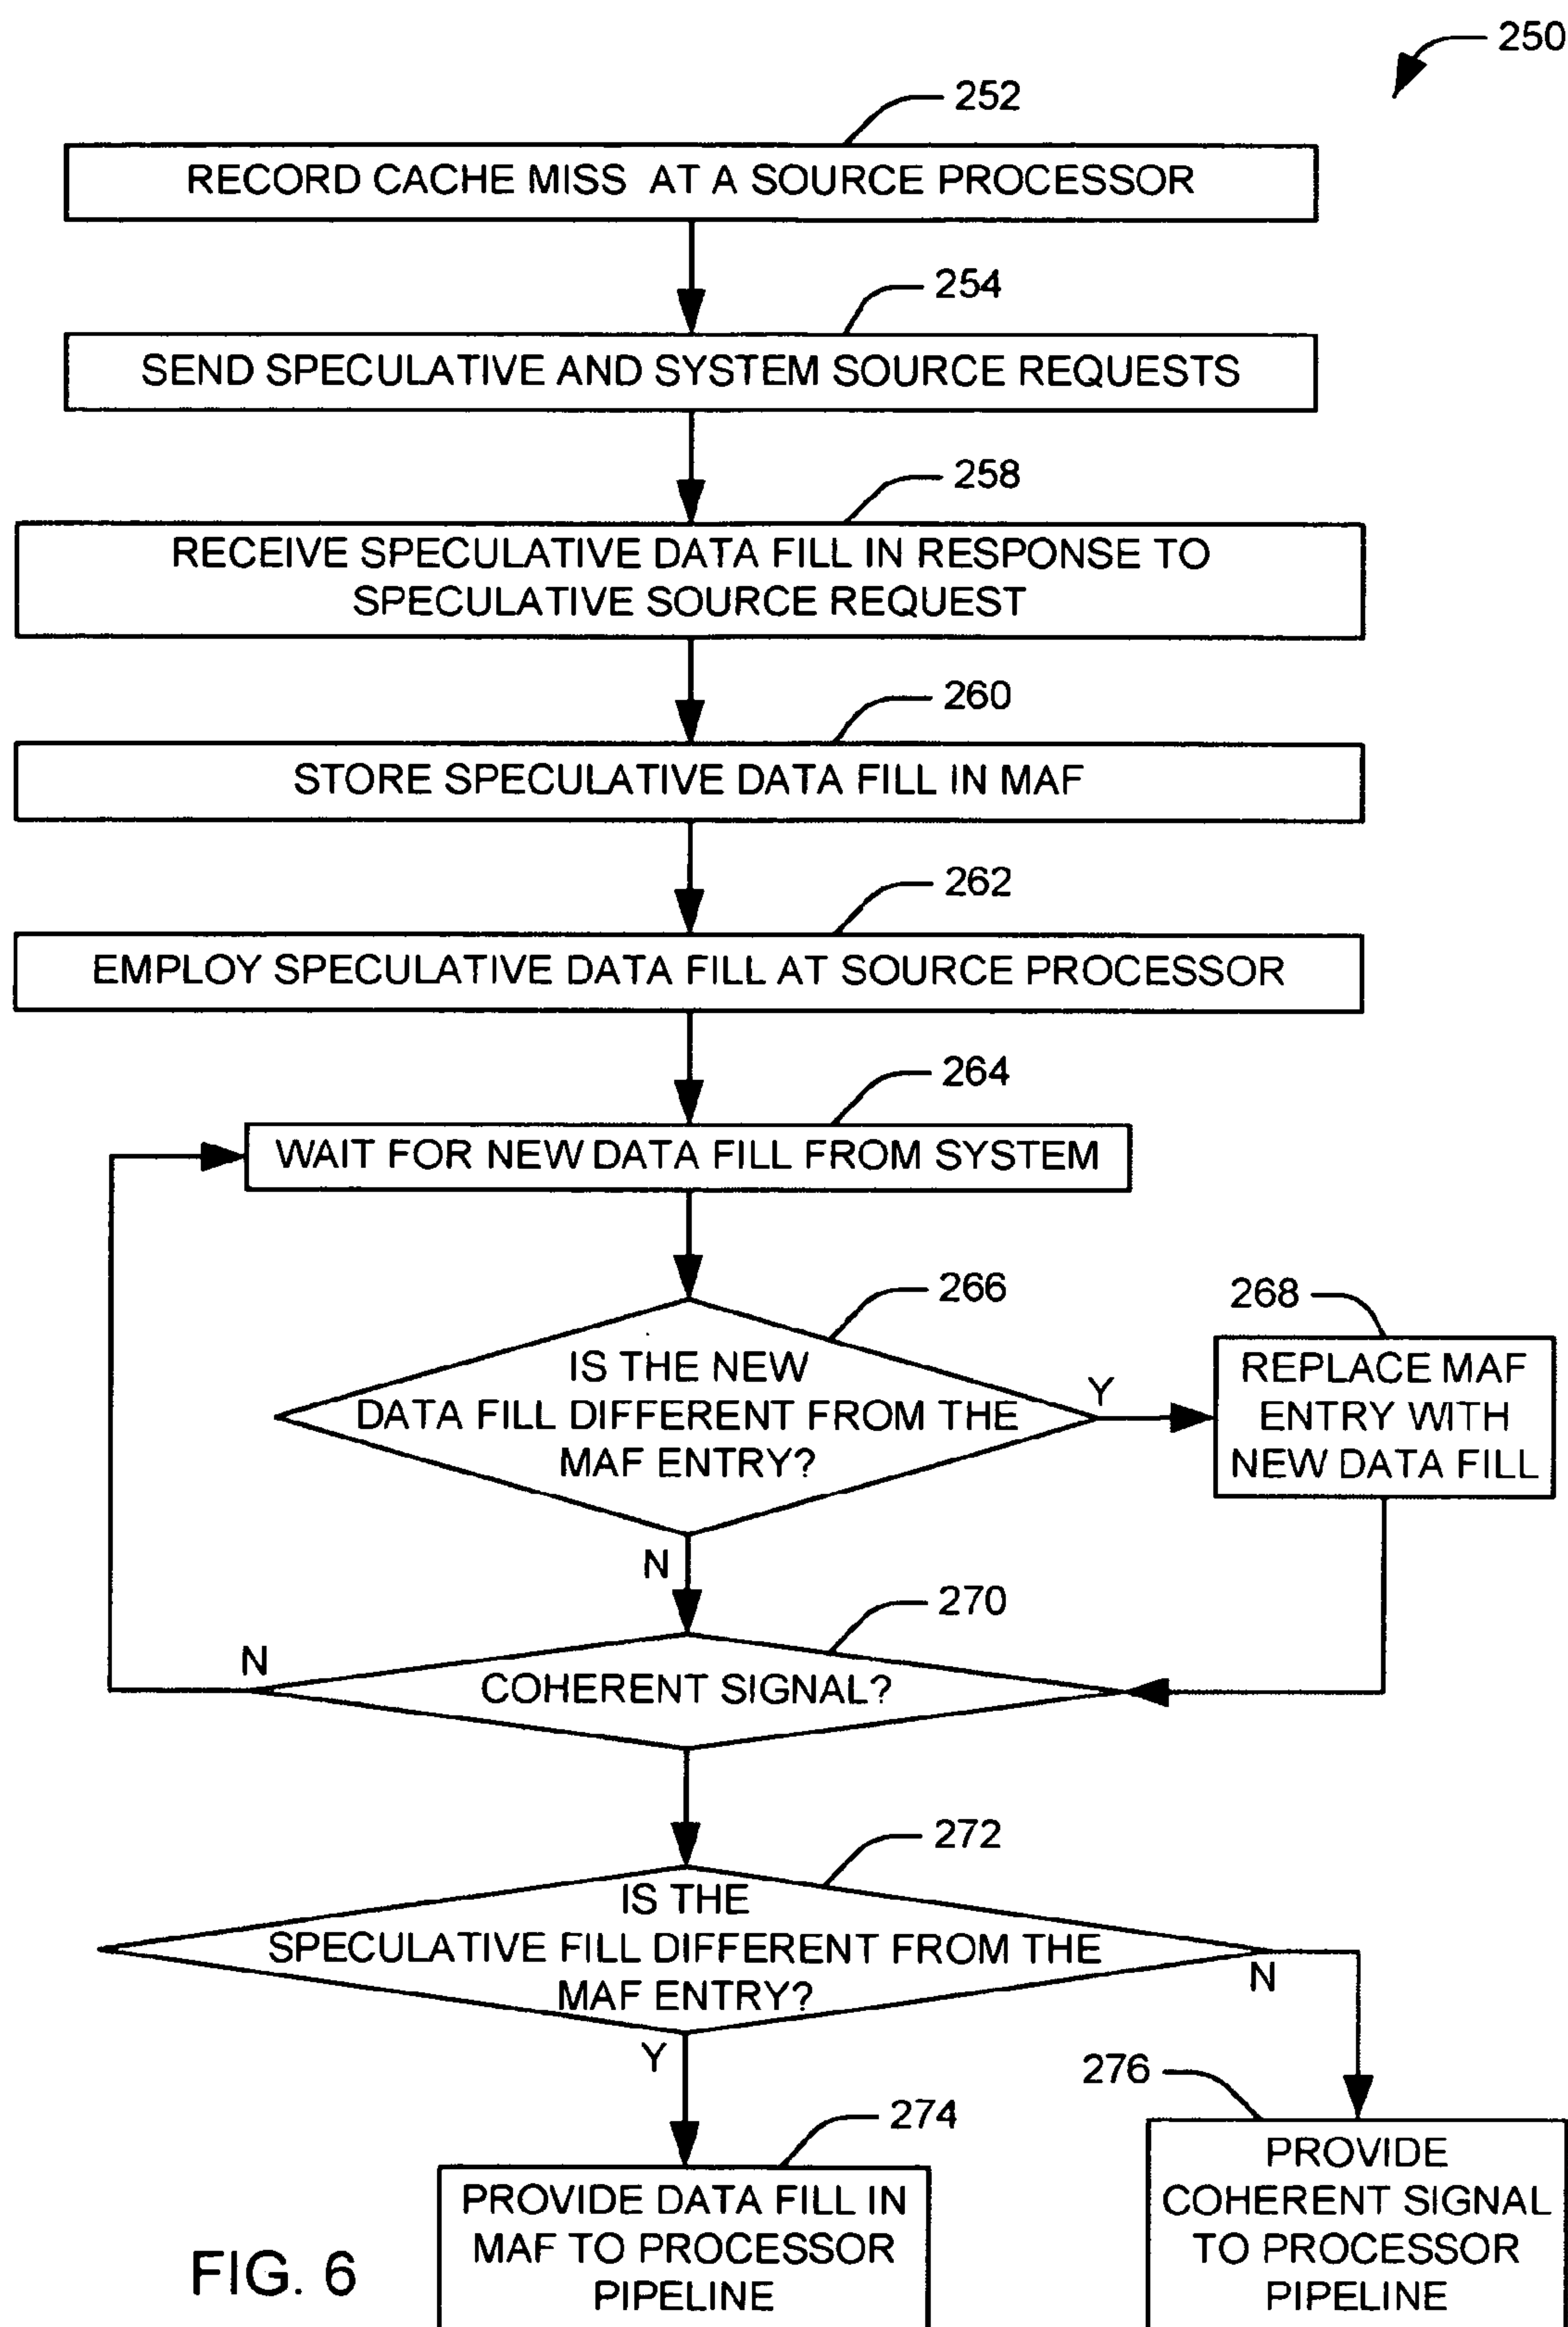 250
252
RECORD CACHE MISS AT A SOURCE PROCESSOR
254
SEND SPECULATIVE AND SYSTEM SOURCE REQUESTS
258
RECEIVE SPECULATIVE DATA FILL IN RESPONSE TO
SPECULATIVE SOURCE REQUEST
260
STORE SPECULATIVE DATA FILL IN MAF
262
EMPLOY SPECULATIVE DATA FILL AT SOURCE PROCESSOR
264
WAIT FOR NEW DATA FILL FROM SYSTEM
266
IS THE NEW
DATA FILL DIFFERENT FROM THE
MAF ENTRY?
Y
268
REPLACE MAF
ENTRY WITH
NEW DATA FILL
N
270
COHERENT SIGNAL?
N
272
IS THE
SPECULATIVE FILL DIFFERENT FROM THE
MAF ENTRY?
N
Y
274
PROVIDE DATA FILL IN
MAF TO PROCESSOR
PIPELINE
276
PROVIDE
COHERENT SIGNAL
TO PROCESSOR
PIPELINE
FIG. 6